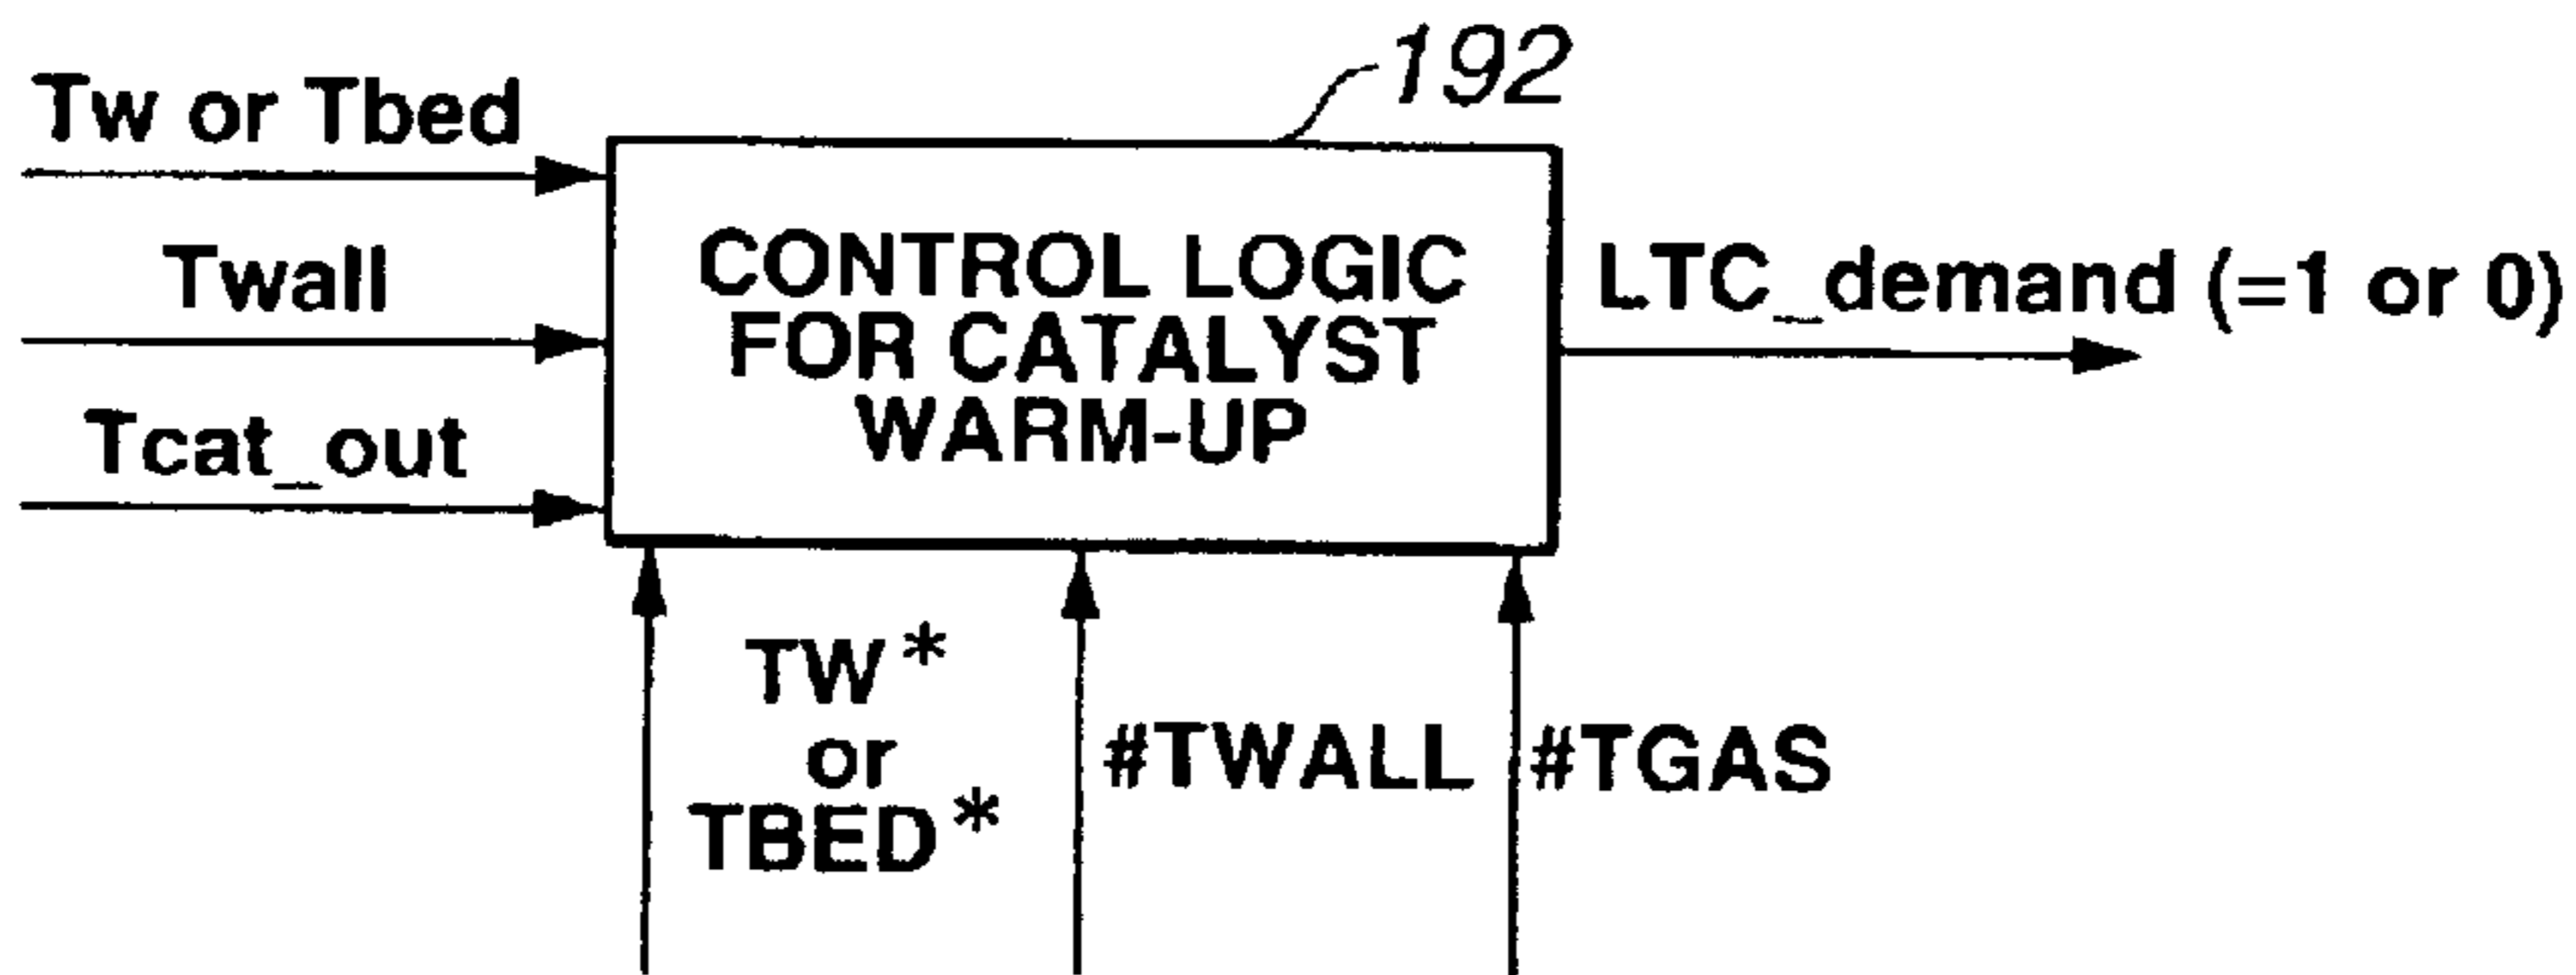 192
Tw or Tbed
Twall
Tcat_out
CONTROL LOGIC
FOR CATALYST
WARM-UP
LTC_demand (=1 or 0)
TW*
or
TBED*
#TWALL
#TGAS